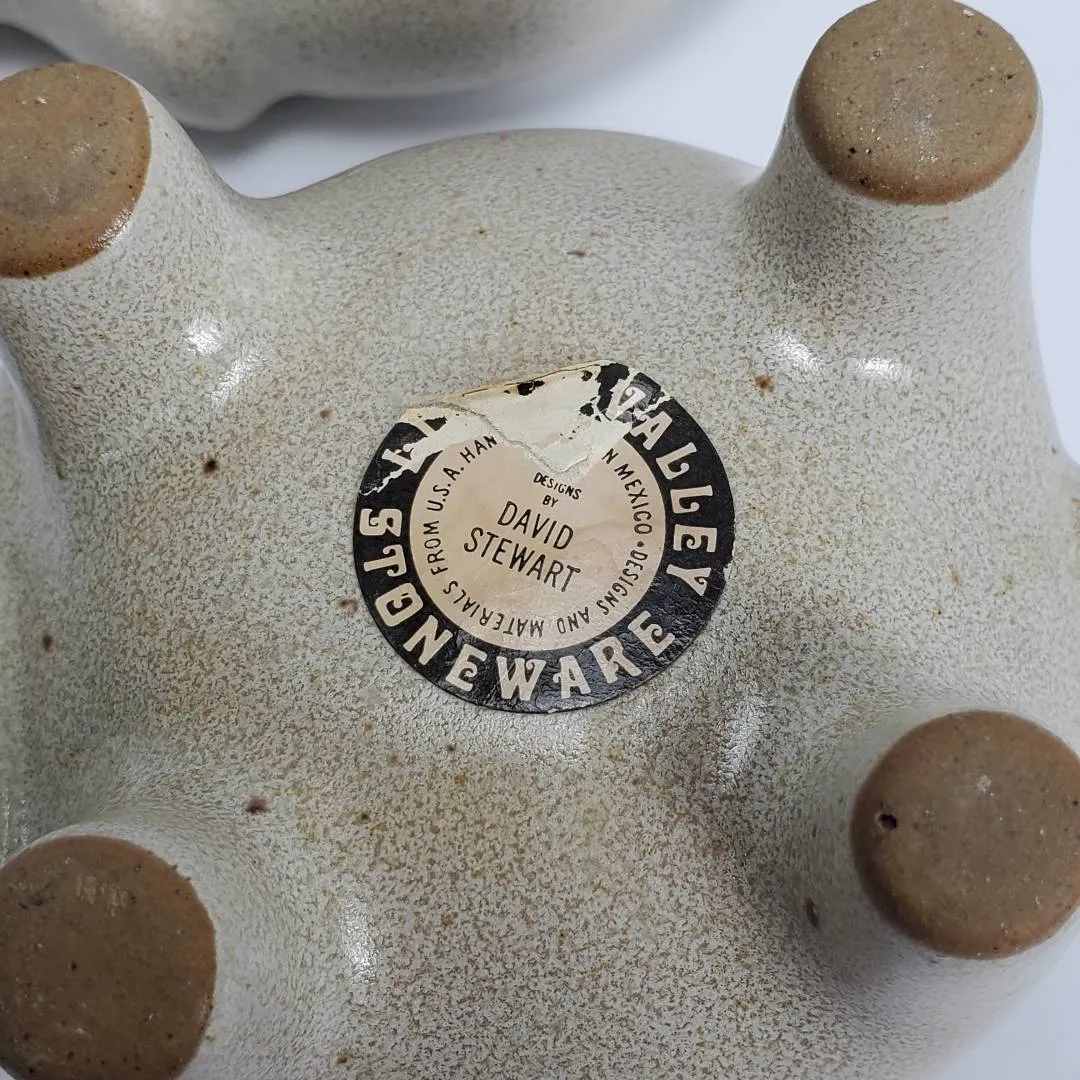 VALLEY
STONEWARE
DESIGNS
BY
DAVID
STEWART
N MEXICO • DESIGNS AND MATERIALS FROM U.S.A. HAN